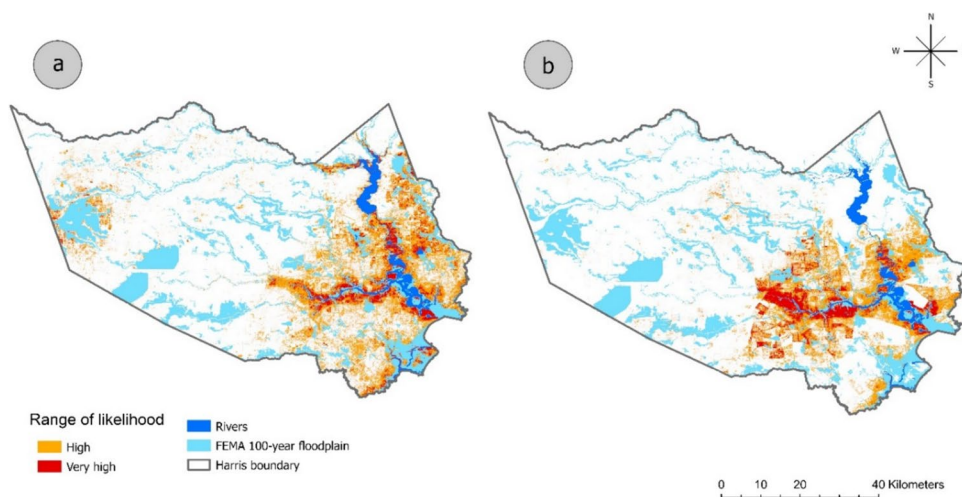 a
b
N
W
E
S
Range of likelihood
High
Very high
Rivers
FEMA 100-year floodplain
Harris boundary
0 10 20 40 Kilometers